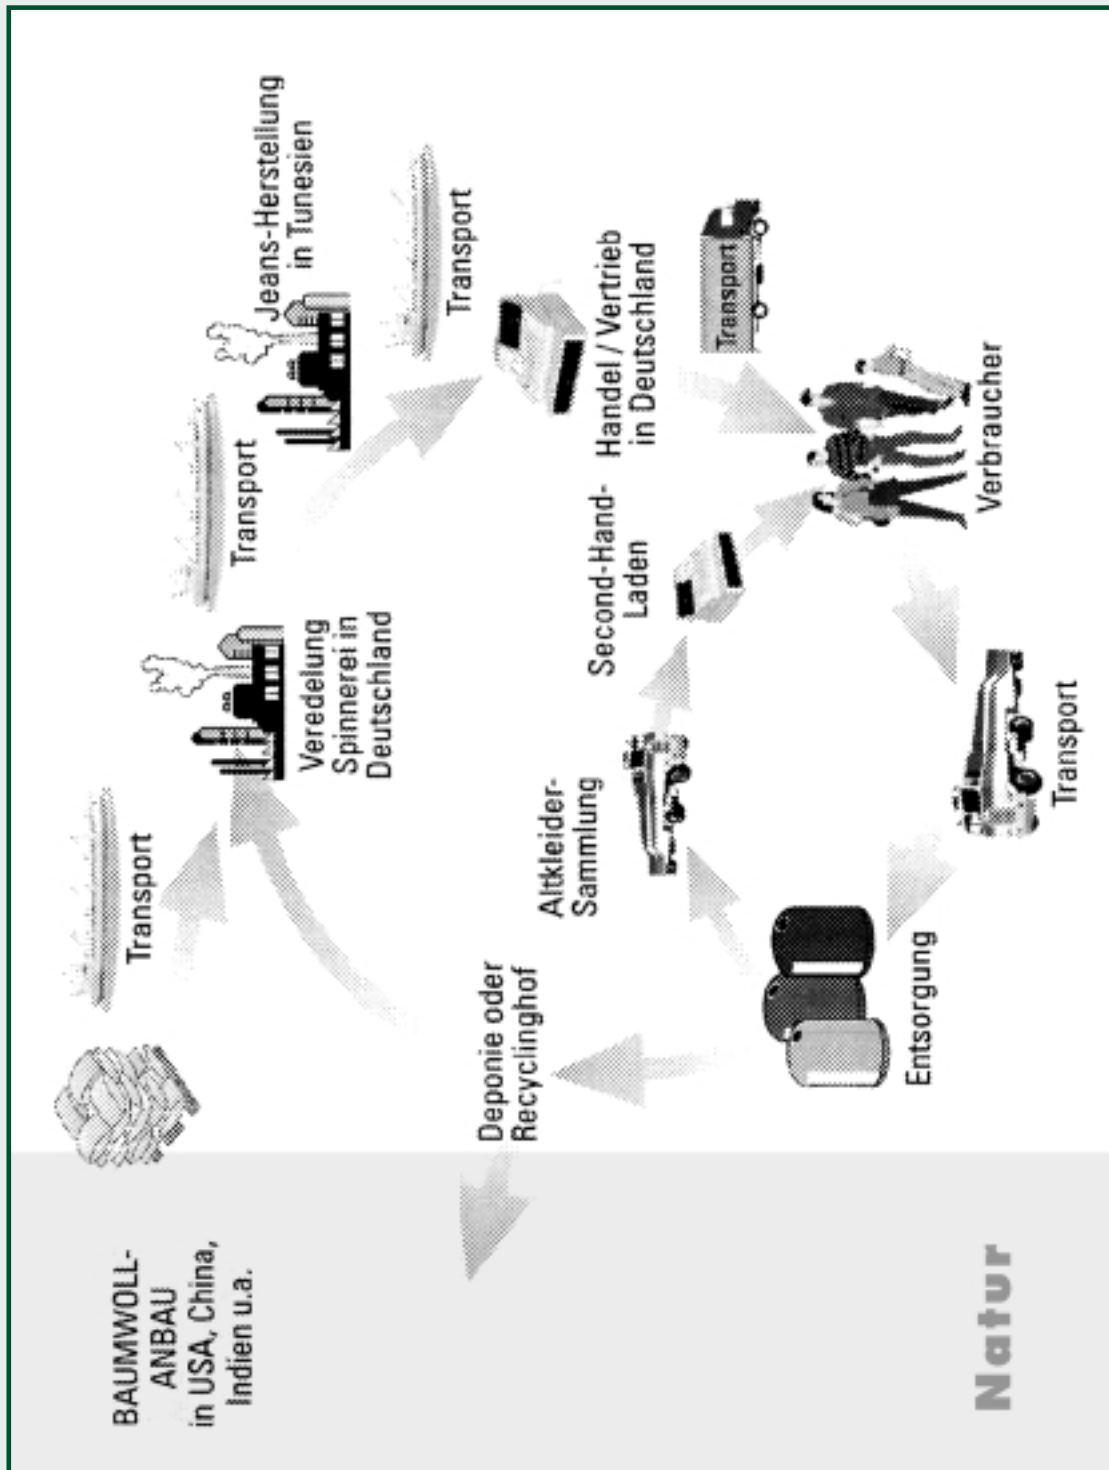 BAUMWOLL-
ANBAU
in USA, China,
Indien u.a.
Transport
Veredelung
Spinnerei in
Deutschland
Transport
Jeans-Herstellung
in Tunesien
Transport
Handel / Vertrieb
in Deutschland
Transport
Verbraucher
Second-Hand-
Laden
Altkleider-
Sammlung
Transport
Entsorgung
Deponie oder
Recyclinghof
Natur